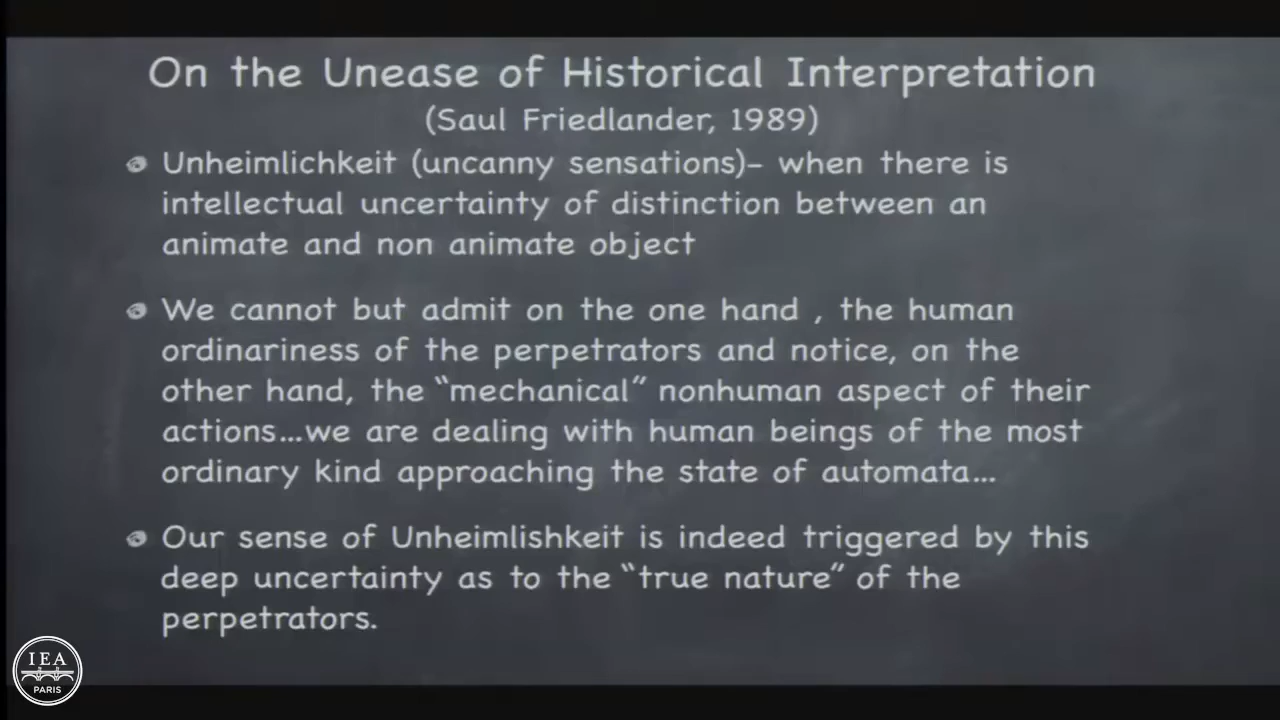 On the Unease of Historical Interpretation
(Saul Friedlander, 1989)
Unheimlichkeit (uncanny sensations)– when there is
intellectual uncertainty of distinction between an
animate and non animate object
We cannot but admit on the one hand , the human
ordinariness of the perpetrators and notice, on the
other hand, the “mechanical” nonhuman aspect of their
actions...we are dealing with human beings of the most
ordinary kind approaching the state of automata...
Our sense of Unheimlishkeit is indeed triggered by this
deep uncertainty as to the “true nature” of the
perpetrators.
IEA
PARIS